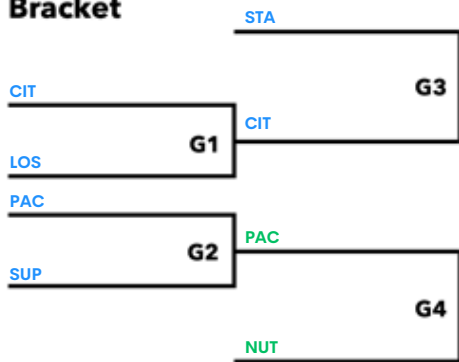 Bracket
STA
G3
CIT
CIT
G1
LOS
PAC
PAC
G2
SUP
G4
NUT